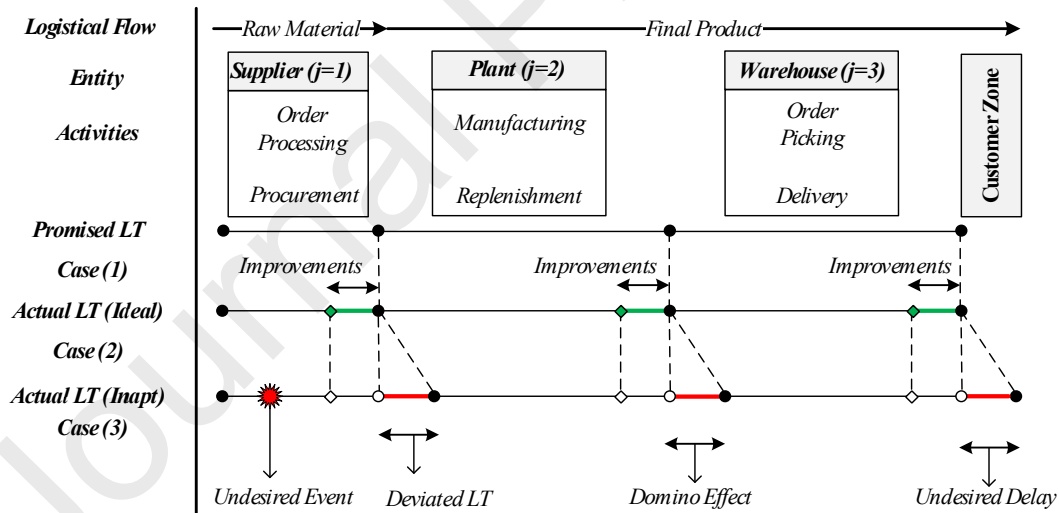 Logistical Flow
Raw Material
Final Product
Entity
Supplier (j=1)
Plant (j=2)
Warehouse (j=3)
Customer Zone
Activities
Order
Processing
Procurement
Manufacturing
Replenishment
Order
Picking
Delivery
Promised LT
Case (1)
Improvements
Improvements
Improvements
Actual LT (Ideal)
Case (2)
Actual LT (Inapt)
Case (3)
Undesired Event
Deviated LT
Domino Effect
Undesired Delay
Journal